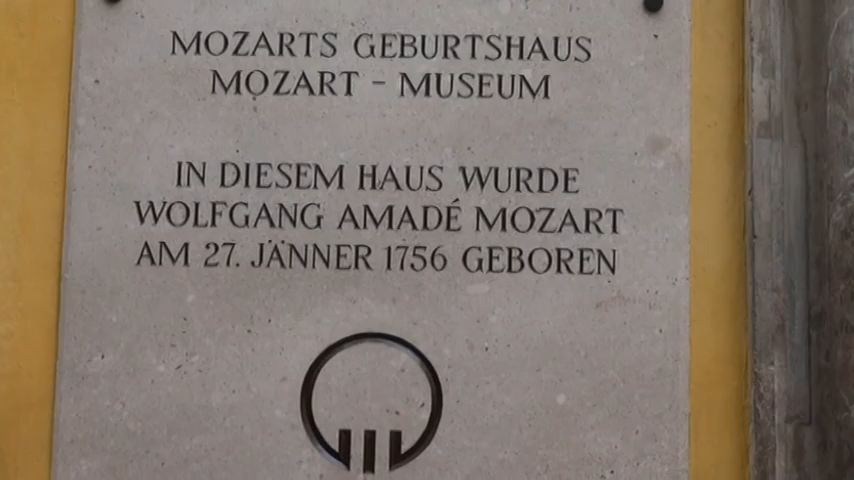 MOZARTS GEBURTSHAUS
MOZART - MUSEUM
IN DIESEM HAUS WURDE
WOLFGANG AMADÉ MOZART
AM 27. JÄNNER 1756 GEBOREN